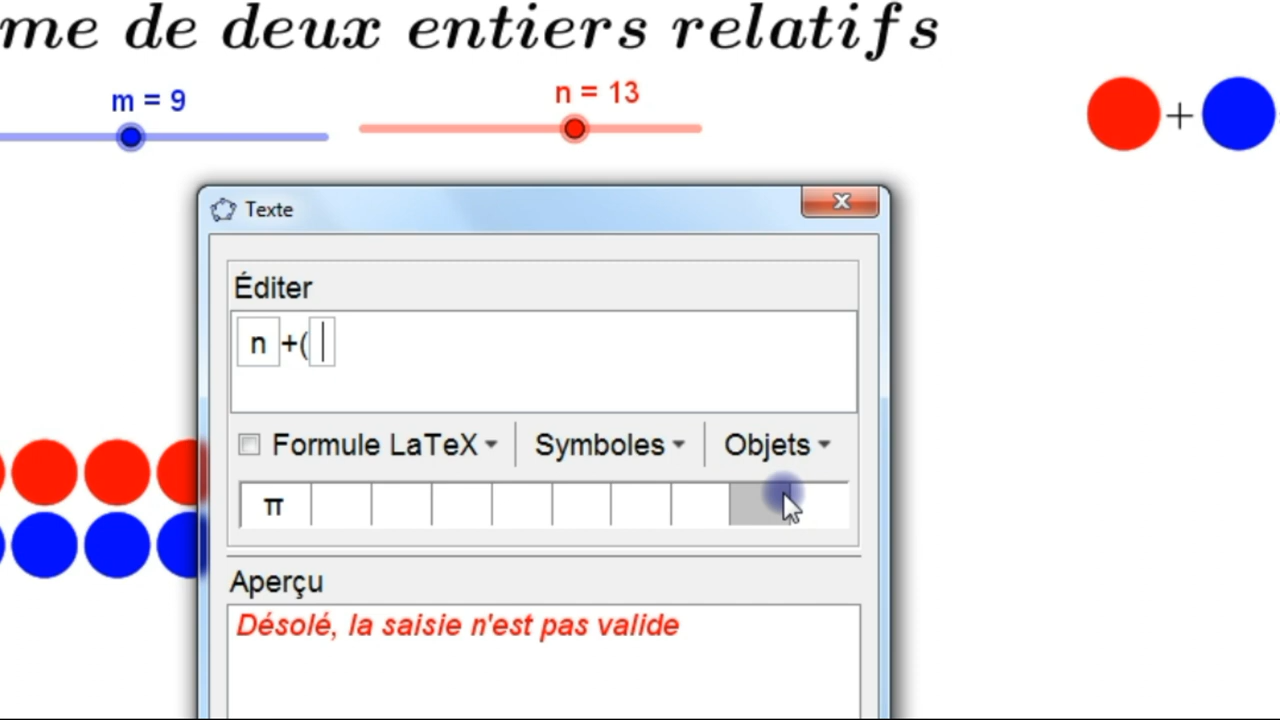 me de deux entiers relatifs
m = 9
n = 13
+
Texte
Éditer
n +(
Formule LaTeX
Symboles
Objets
π
Aperçu
Désolé, la saisie n'est pas valide